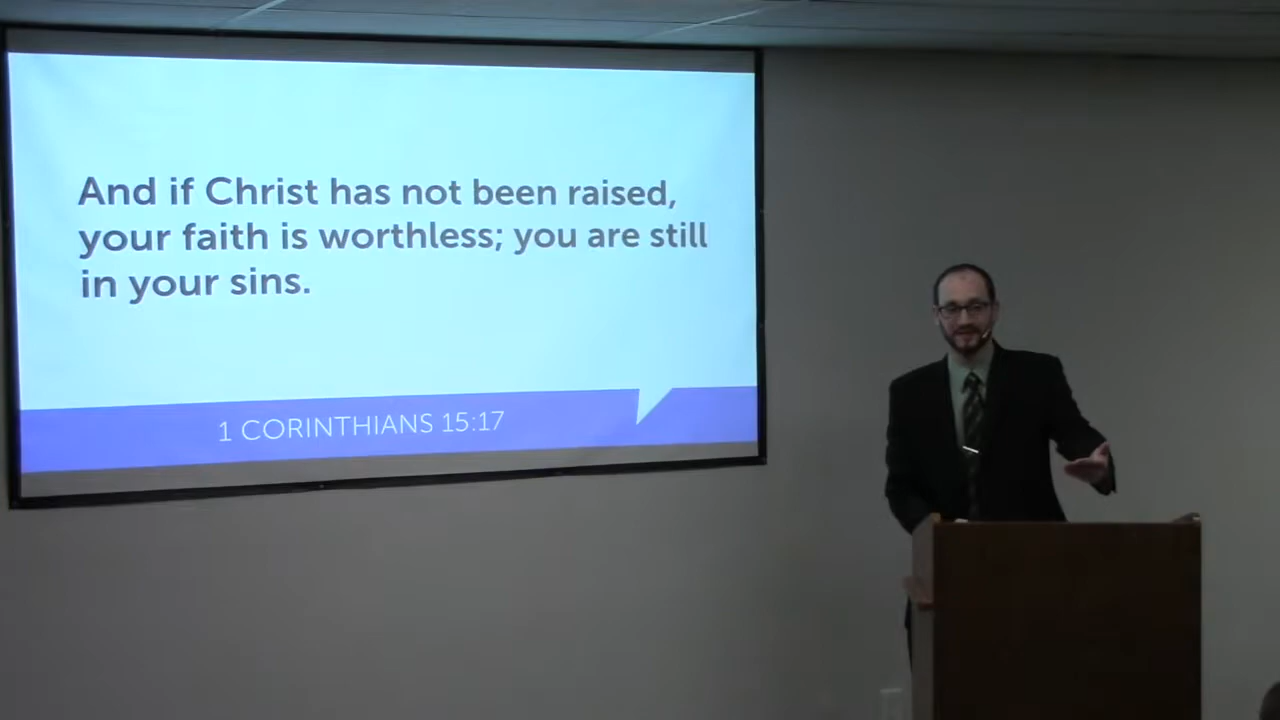 And if Christ has not been raised,
your faith is worthless; you are still
in your sins.
1 CORINTHIANS 15:17